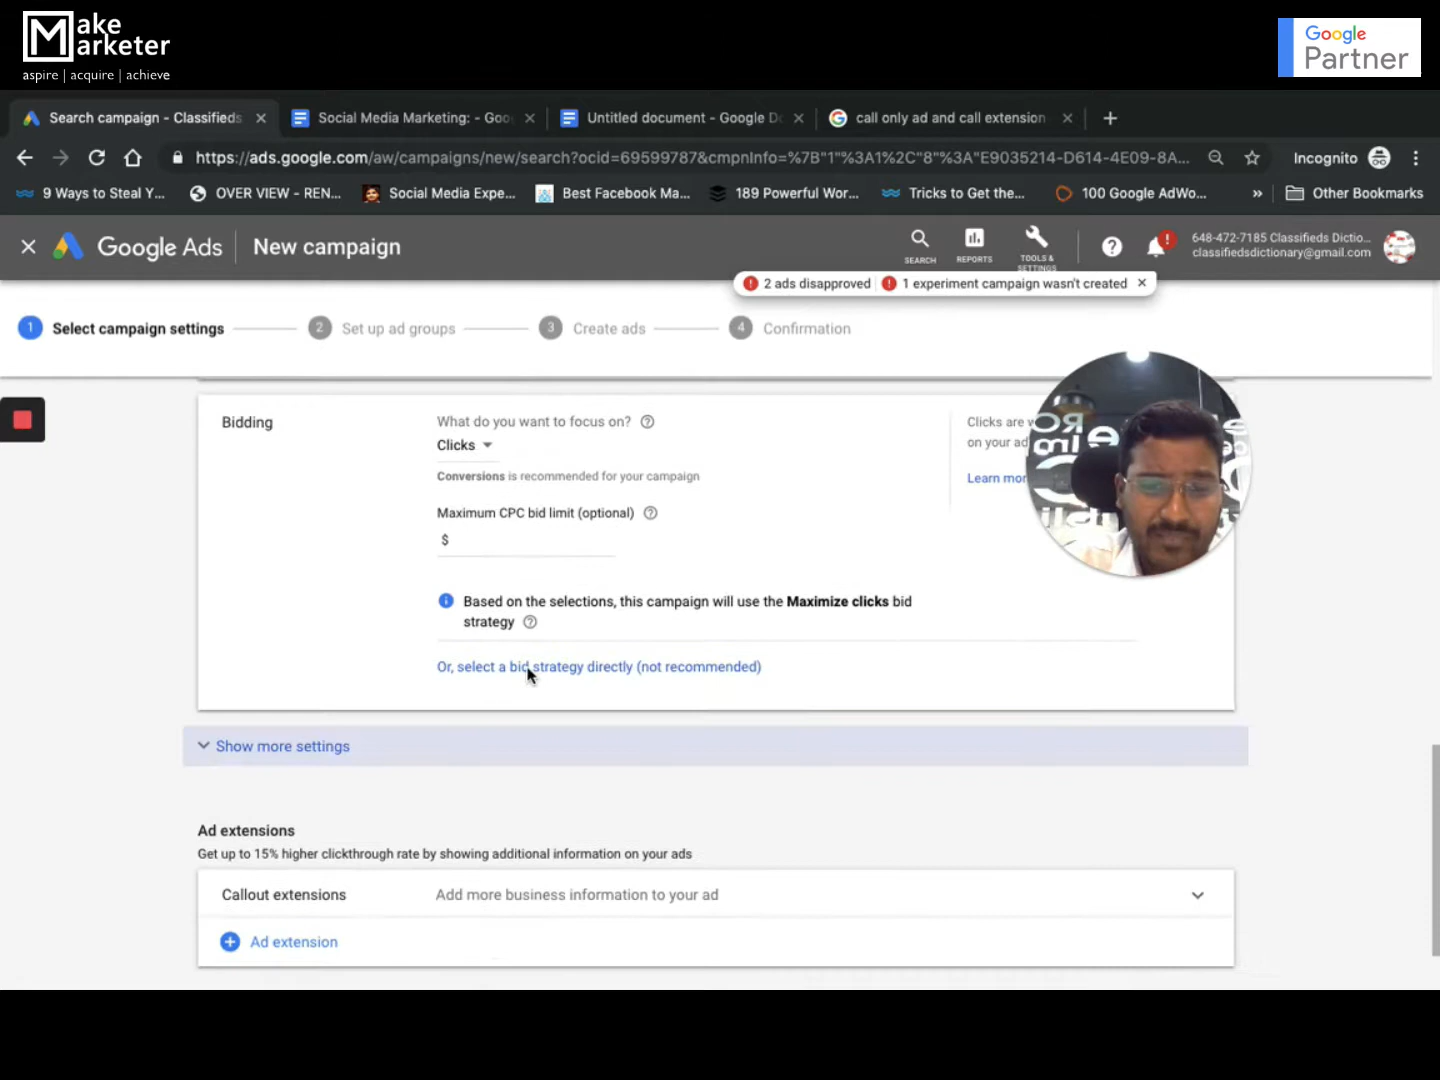 Make
Marketer
aspire | acquire | achieve
Google
Partner
Search campaign - Classifieds
Social Media Marketing: - Goo
Untitled document - Google D
call only ad and call extension
https://ads.google.com/aw/campaigns/new/search?ocid=69599787&cmpnInfo=%7B"1"%3A1%2C"8"%3A"E9035214-D614-4E09-8A...
Incognito
9 Ways to Steal Y...
OVER VIEW - REN...
Social Media Expe...
Best Facebook Ma...
189 Powerful Wor...
Tricks to Get the...
100 Google AdWo...
»
Other Bookmarks
Google Ads
New campaign
SEARCH
REPORTS
TOOLS &
SETTINGS
648-472-7185 Classifieds Dictio...
classifiedsdictionary@gmail.com
2 ads disapproved
1 experiment campaign wasn't created
1 Select campaign settings
2 Set up ad groups
3 Create ads
4 Confirmation
Bidding
What do you want to focus on?
Clicks
Conversions is recommended for your campaign
Maximum CPC bid limit (optional)
$
Clicks are
on your ad
Learn mor
Based on the selections, this campaign will use the Maximize clicks bid
strategy
Or, select a bid strategy directly (not recommended)
Show more settings
Ad extensions
Get up to 15% higher clickthrough rate by showing additional information on your ads
Callout extensions
Add more business information to your ad
Ad extension